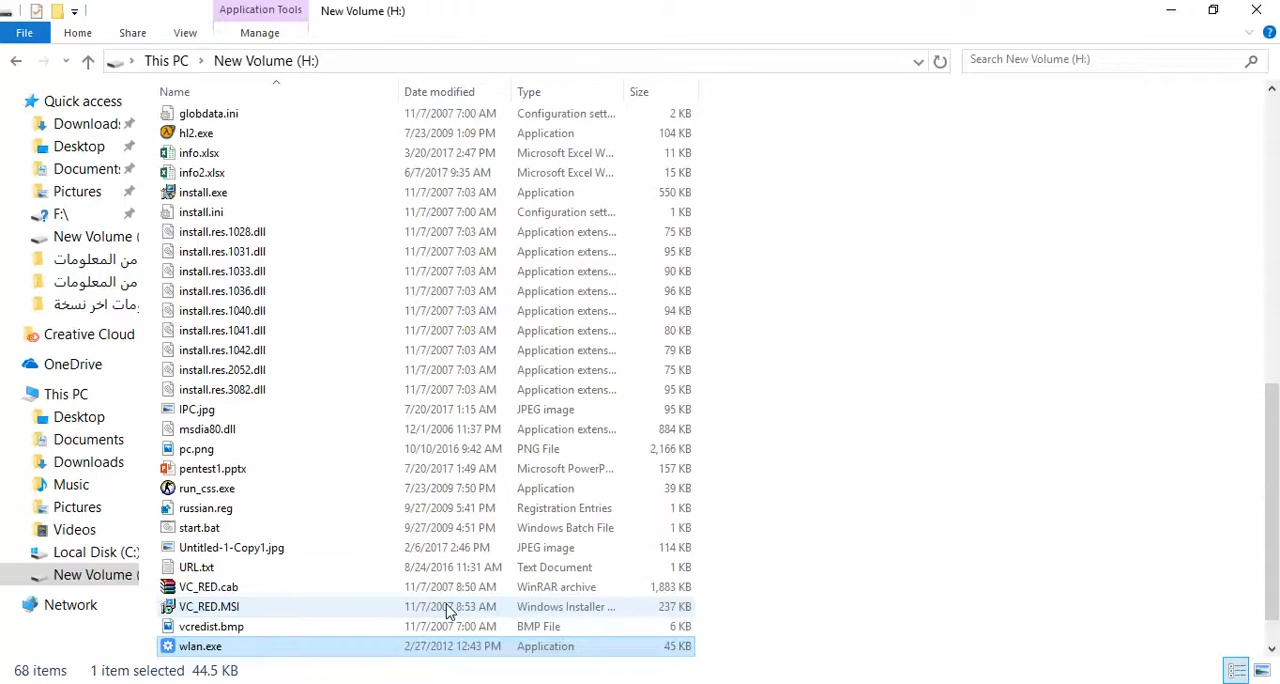 Application Tools
New Volume (H:)
File
Home
Share
View
Manage
This PC
New Volume (H:)
Search New Volume (H:)
Name
Date modified
Type
Size
Quick access
Downloads
Desktop
Documents
Pictures
F:\
New Volume (
من المعلومات
من المعلومات
ومات اخر نسخة
Creative Cloud
OneDrive
This PC
Desktop
Documents
Downloads
Music
Pictures
Videos
Local Disk (C:)
New Volume (
Network
globdata.ini 11/7/2007 7:00 AM Configuration sett... 2 KB
hl2.exe 7/23/2009 1:09 PM Application 104 KB
info.xlsx 3/20/2017 2:47 PM Microsoft Excel W... 11 KB
info2.xlsx 6/7/2017 9:35 AM Microsoft Excel W... 15 KB
install.exe 11/7/2007 7:03 AM Application 550 KB
install.ini 11/7/2007 7:00 AM Configuration sett... 1 KB
install.res.1028.dll 11/7/2007 7:03 AM Application extens... 75 KB
install.res.1031.dll 11/7/2007 7:03 AM Application extens... 95 KB
install.res.1033.dll 11/7/2007 7:03 AM Application extens... 90 KB
install.res.1036.dll 11/7/2007 7:03 AM Application extens... 96 KB
install.res.1040.dll 11/7/2007 7:03 AM Application extens... 94 KB
install.res.1041.dll 11/7/2007 7:03 AM Application extens... 80 KB
install.res.1042.dll 11/7/2007 7:03 AM Application extens... 79 KB
install.res.2052.dll 11/7/2007 7:03 AM Application extens... 75 KB
install.res.3082.dll 11/7/2007 7:03 AM Application extens... 95 KB
IPC.jpg 7/20/2017 1:15 AM JPEG image 95 KB
msdia80.dll 12/1/2006 11:37 PM Application extens... 884 KB
pc.png 10/10/2016 9:42 AM PNG File 2,166 KB
pentest1.pptx 7/20/2017 1:49 AM Microsoft PowerP... 157 KB
run_css.exe 7/23/2009 7:50 PM Application 39 KB
russian.reg 9/27/2009 5:41 PM Registration Entries 1 KB
start.bat 9/27/2009 4:51 PM Windows Batch File 1 KB
Untitled-1-Copy1.jpg 2/6/2017 2:46 PM JPEG image 114 KB
URL.txt 8/24/2016 11:31 AM Text Document 1 KB
VC_RED.cab 11/7/2007 8:50 AM WinRAR archive 1,883 KB
VC_RED.MSI 11/7/2007 8:53 AM Windows Installer ... 237 KB
vcredist.bmp 11/7/2007 7:00 AM BMP File 6 KB
wlan.exe 2/27/2012 12:43 PM Application 45 KB
68 items 1 item selected 44.5 KB